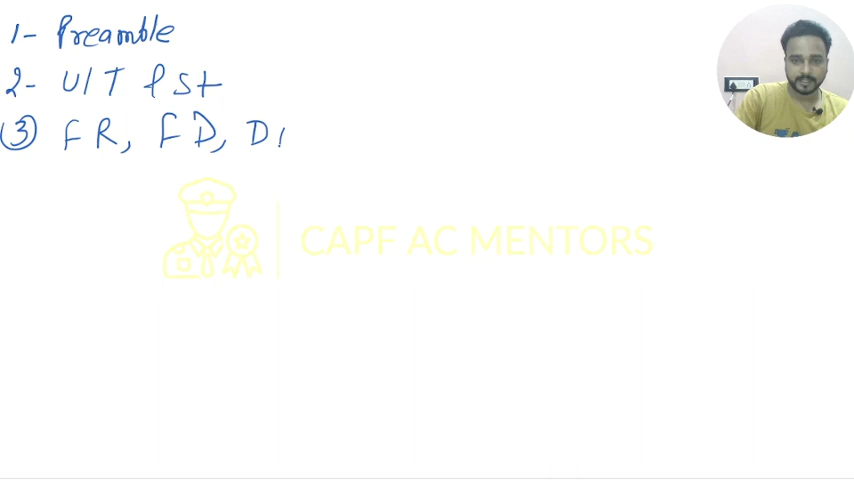 1- Preamble
2- U/T & St
③ FR, FD, D
CAPF AC MENTORS